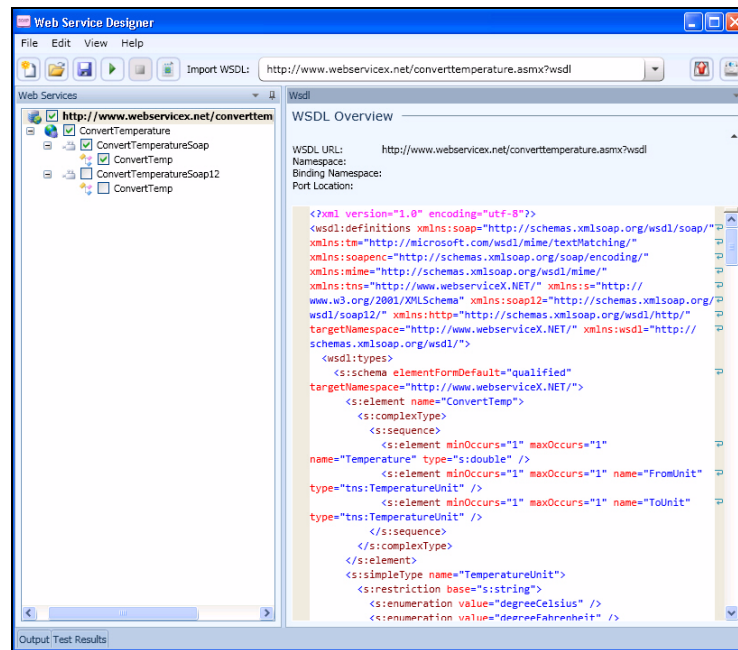 Web Service Designer
File Edit View Help
Import WSDL: http://www.webservicex.net/converttemperature.asmx?wsdl
Web Services
http://www.webservicex.net/converttem
ConvertTemperature
ConvertTemperatureSoap
ConvertTemp
ConvertTemperatureSoap12
ConvertTemp
Wsdl
WSDL Overview
WSDL URL: http://www.webservicex.net/converttemperature.asmx?wsdl
Namespace:
Binding Namespace:
Port Location:
<?xml version="1.0" encoding="utf-8"?>
<wsdl:definitions xmlns:soap="http://schemas.xmlsoap.org/wsdl/soap/"
xmlns:tm="http://microsoft.com/wsdl/mime/textMatching/"
xmlns:soapenc="http://schemas.xmlsoap.org/soap/encoding/"
xmlns:mime="http://schemas.xmlsoap.org/wsdl/mime/"
xmlns:tns="http://www.webserviceX.NET/" xmlns:s="http://
www.w3.org/2001/XMLSchema" xmlns:soap12="http://schemas.xmlsoap.org/
wsdl/soap12/" xmlns:http="http://schemas.xmlsoap.org/wsdl/http/"
targetNamespace="http://www.webserviceX.NET/" xmlns:wsdl="http://
schemas.xmlsoap.org/wsdl/">
<wsdl:types>
<s:schema elementFormDefault="qualified"
targetNamespace="http://www.webserviceX.NET/">
<s:element name="ConvertTemp">
<s:complexType>
<s:sequence>
<s:element minOccurs="1" maxOccurs="1"
name="Temperature" type="s:double" />
<s:element minOccurs="1" maxOccurs="1" name="FromUnit"
type="tns:TemperatureUnit" />
<s:element minOccurs="1" maxOccurs="1" name="ToUnit"
type="tns:TemperatureUnit" />
</s:sequence>
</s:complexType>
</s:element>
<s:simpleType name="TemperatureUnit">
<s:restriction base="s:string">
<s:enumeration value="degreeCelsius" />
<s:enumeration value="degreeFahrenheit" />
Output Test Results